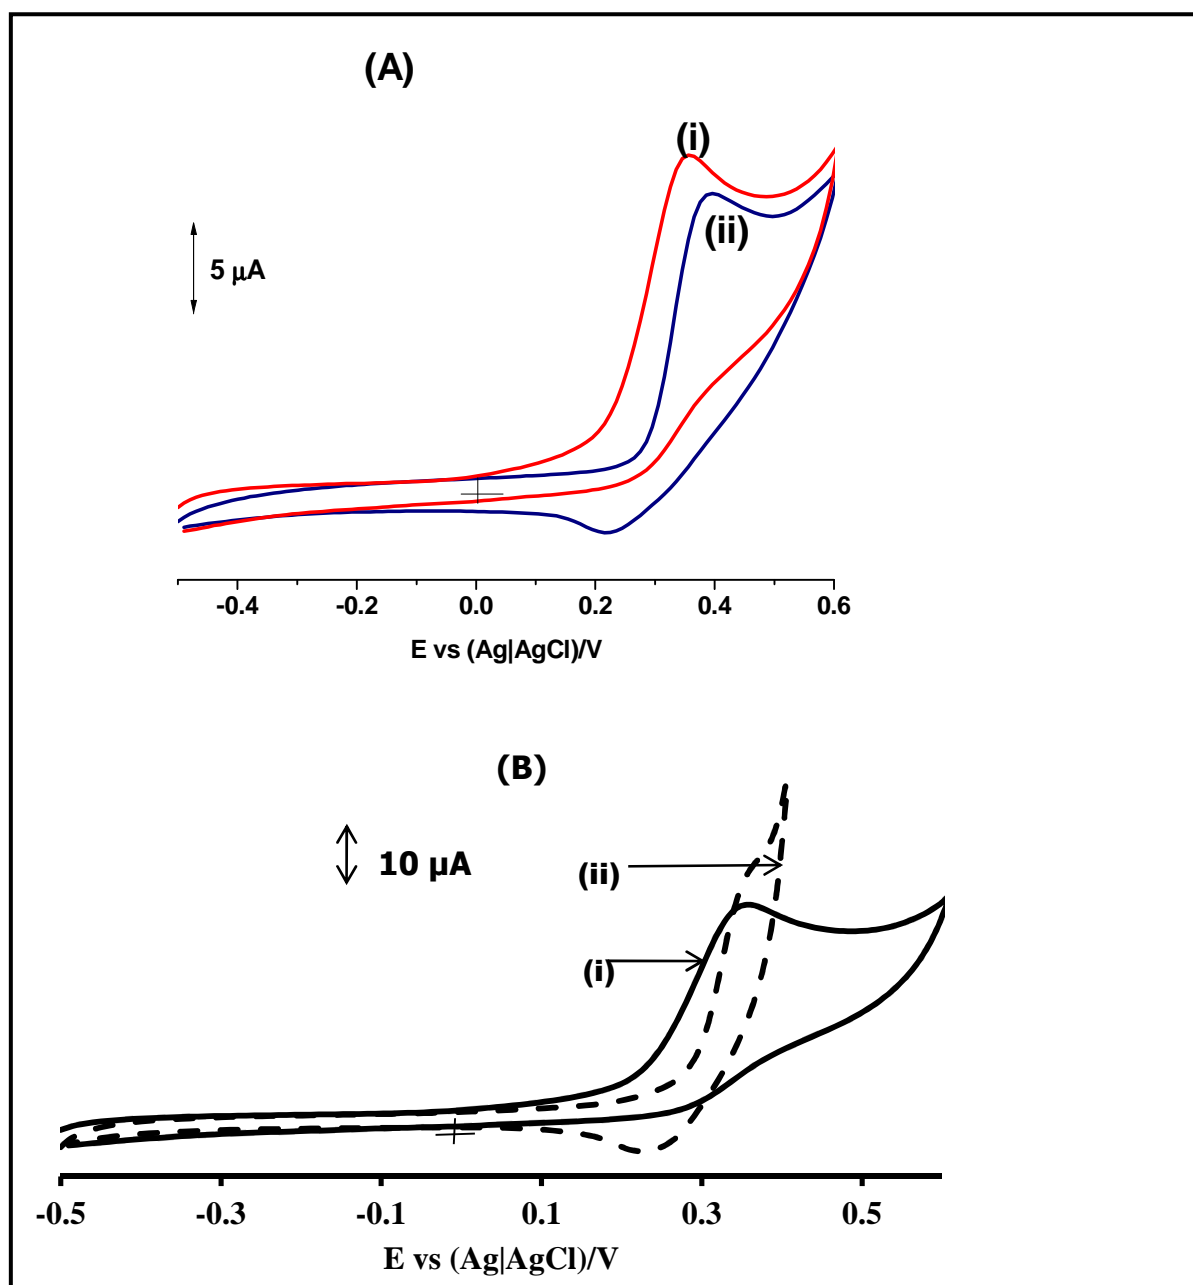 (A)
(i)
(ii)
5 μA
-0.4 -0.2 0.0 0.2 0.4 0.6
E vs (Ag|AgCl)/V
(B)
10 μA
(ii)
(i)
-0.5 -0.3 -0.1 0.1 0.3 0.5
E vs (Ag|AgCl)/V